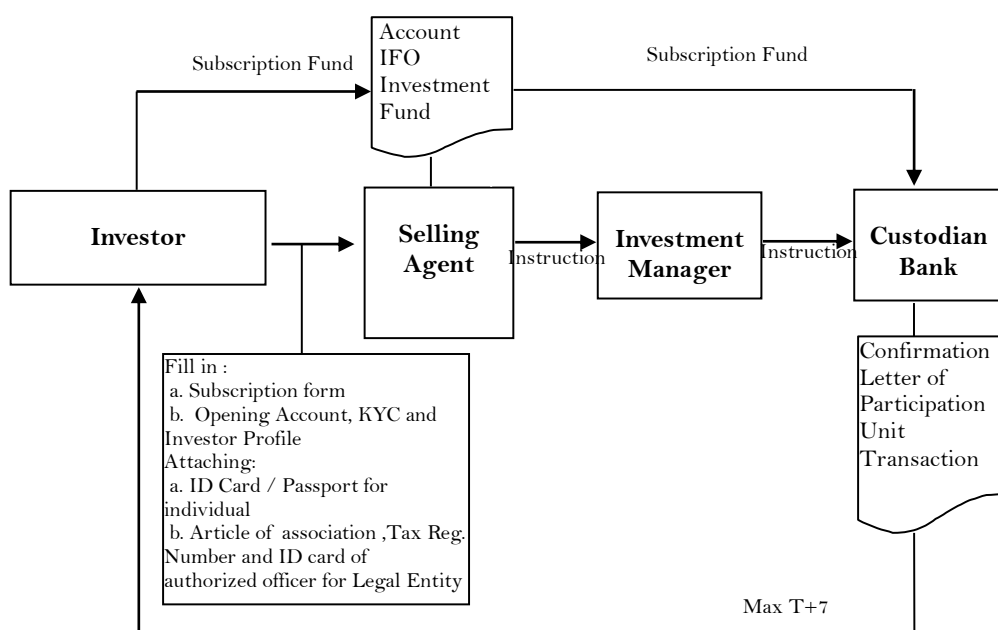 Account
IFO
Investment
Fund
Subscription Fund
Subscription Fund
Investor
Selling
Agent
Instruction
Investment
Manager
Instruction
Custodian
Bank
Fill in :
a. Subscription form
b. Opening Account, KYC and
Investor Profile
Attaching:
a. ID Card / Passport for
individual
b. Article of association ,Tax Reg.
Number and ID card of
authorized officer for Legal Entity
Confirmation
Letter of
Participation
Unit
Transaction
Max T+7